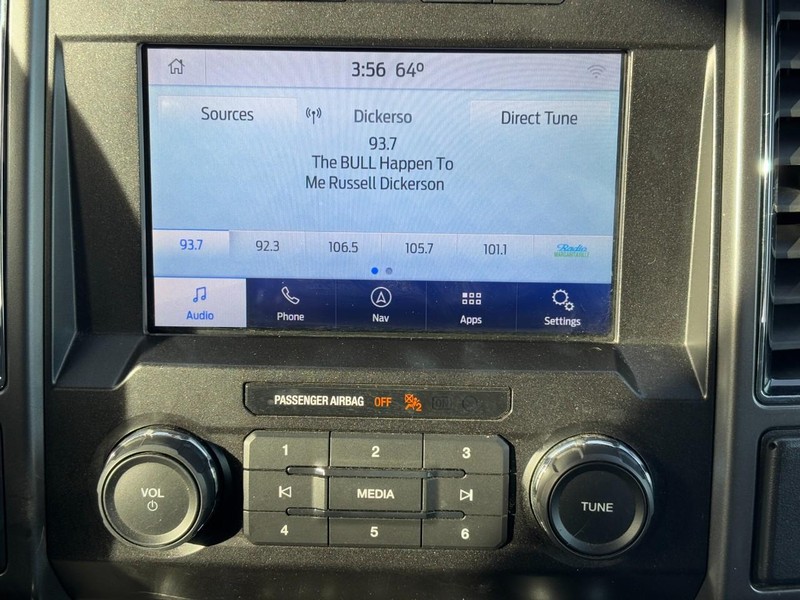 3:56 64º
Sources Dickerso Direct Tune
93.7
The BULL Happen To
Me Russell Dickerson
93.7 92.3 106.5 105.7 101.1 Radio
MARGARITAVILLE
Audio Phone Nav Apps Settings
PASSENGER AIRBAG OFF
1 2 3
VOL MEDIA TUNE
4 5 6